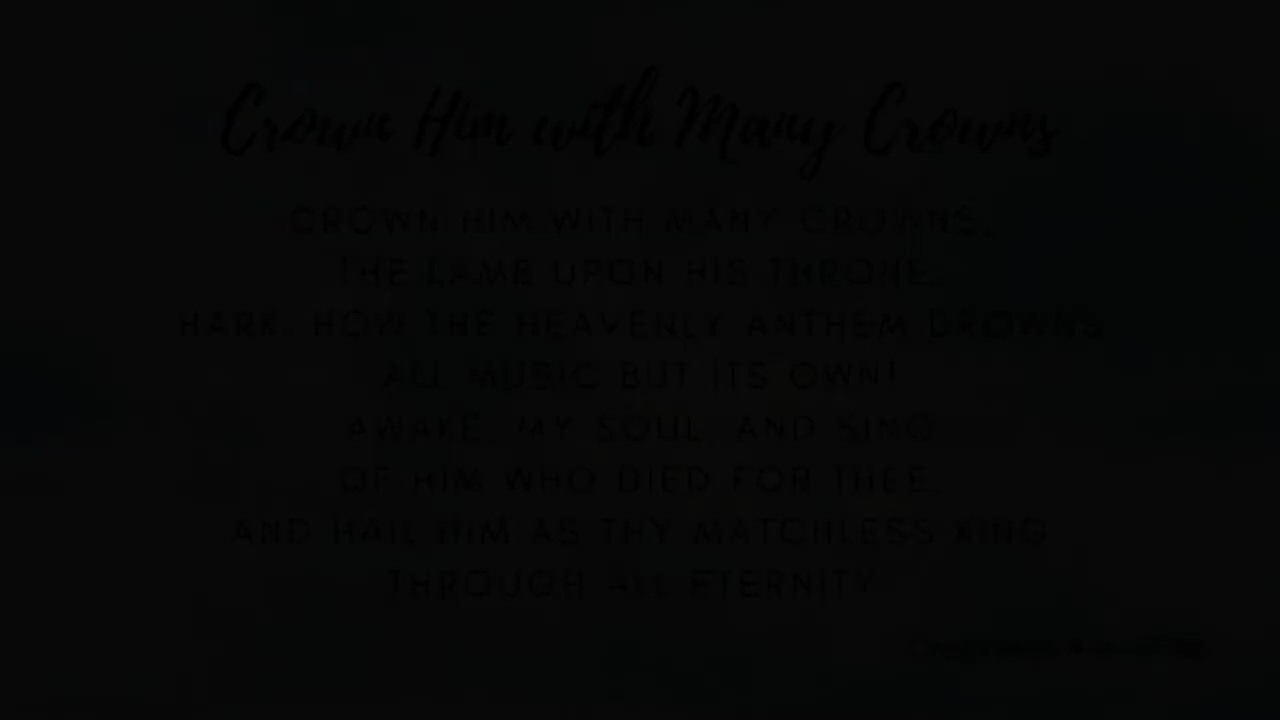 Crown Him with Many Crowns
CROWN HIM WITH MANY CROWNS,
THE LAMB UPON HIS THRONE.
HARK, HOW THE HEAVENLY ANTHEM DROWNS
ALL MUSIC BUT ITS OWN!
AWAKE, MY SOUL, AND SING
OF HIM WHO DIED FOR THEE,
AND HAIL HIM AS THY MATCHLESS KING
THROUGH ALL ETERNITY.